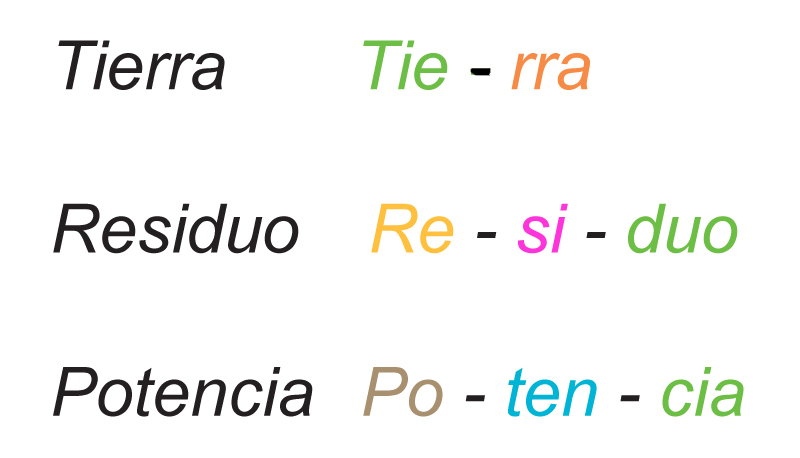 Tierra Tie - rra
Residuo Re - si - duo
Potencia Po - ten - cia